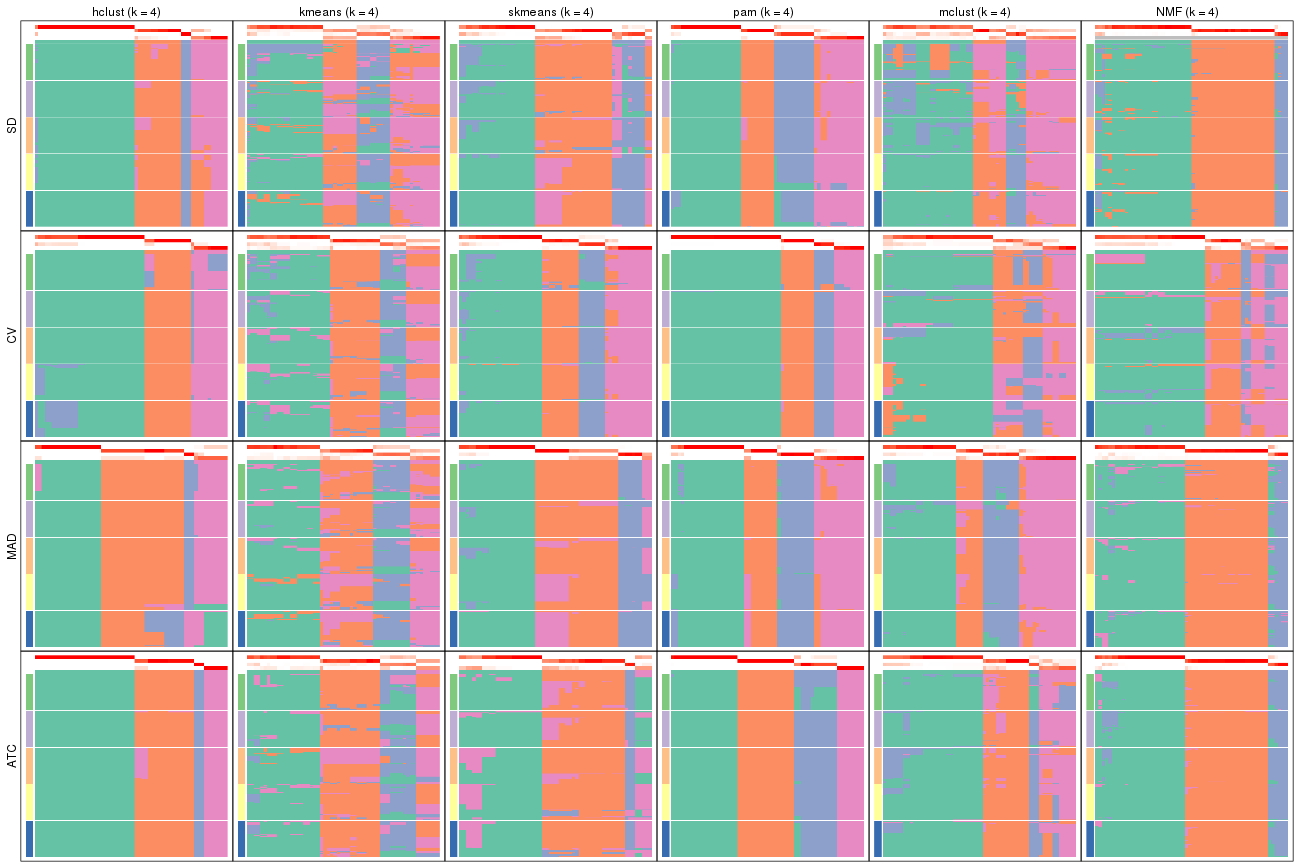 hclust (k = 4) kmeans (k = 4) skmeans (k = 4) pam (k = 4) mclust (k = 4) NMF (k = 4)
SD
CV
MAD
ATC